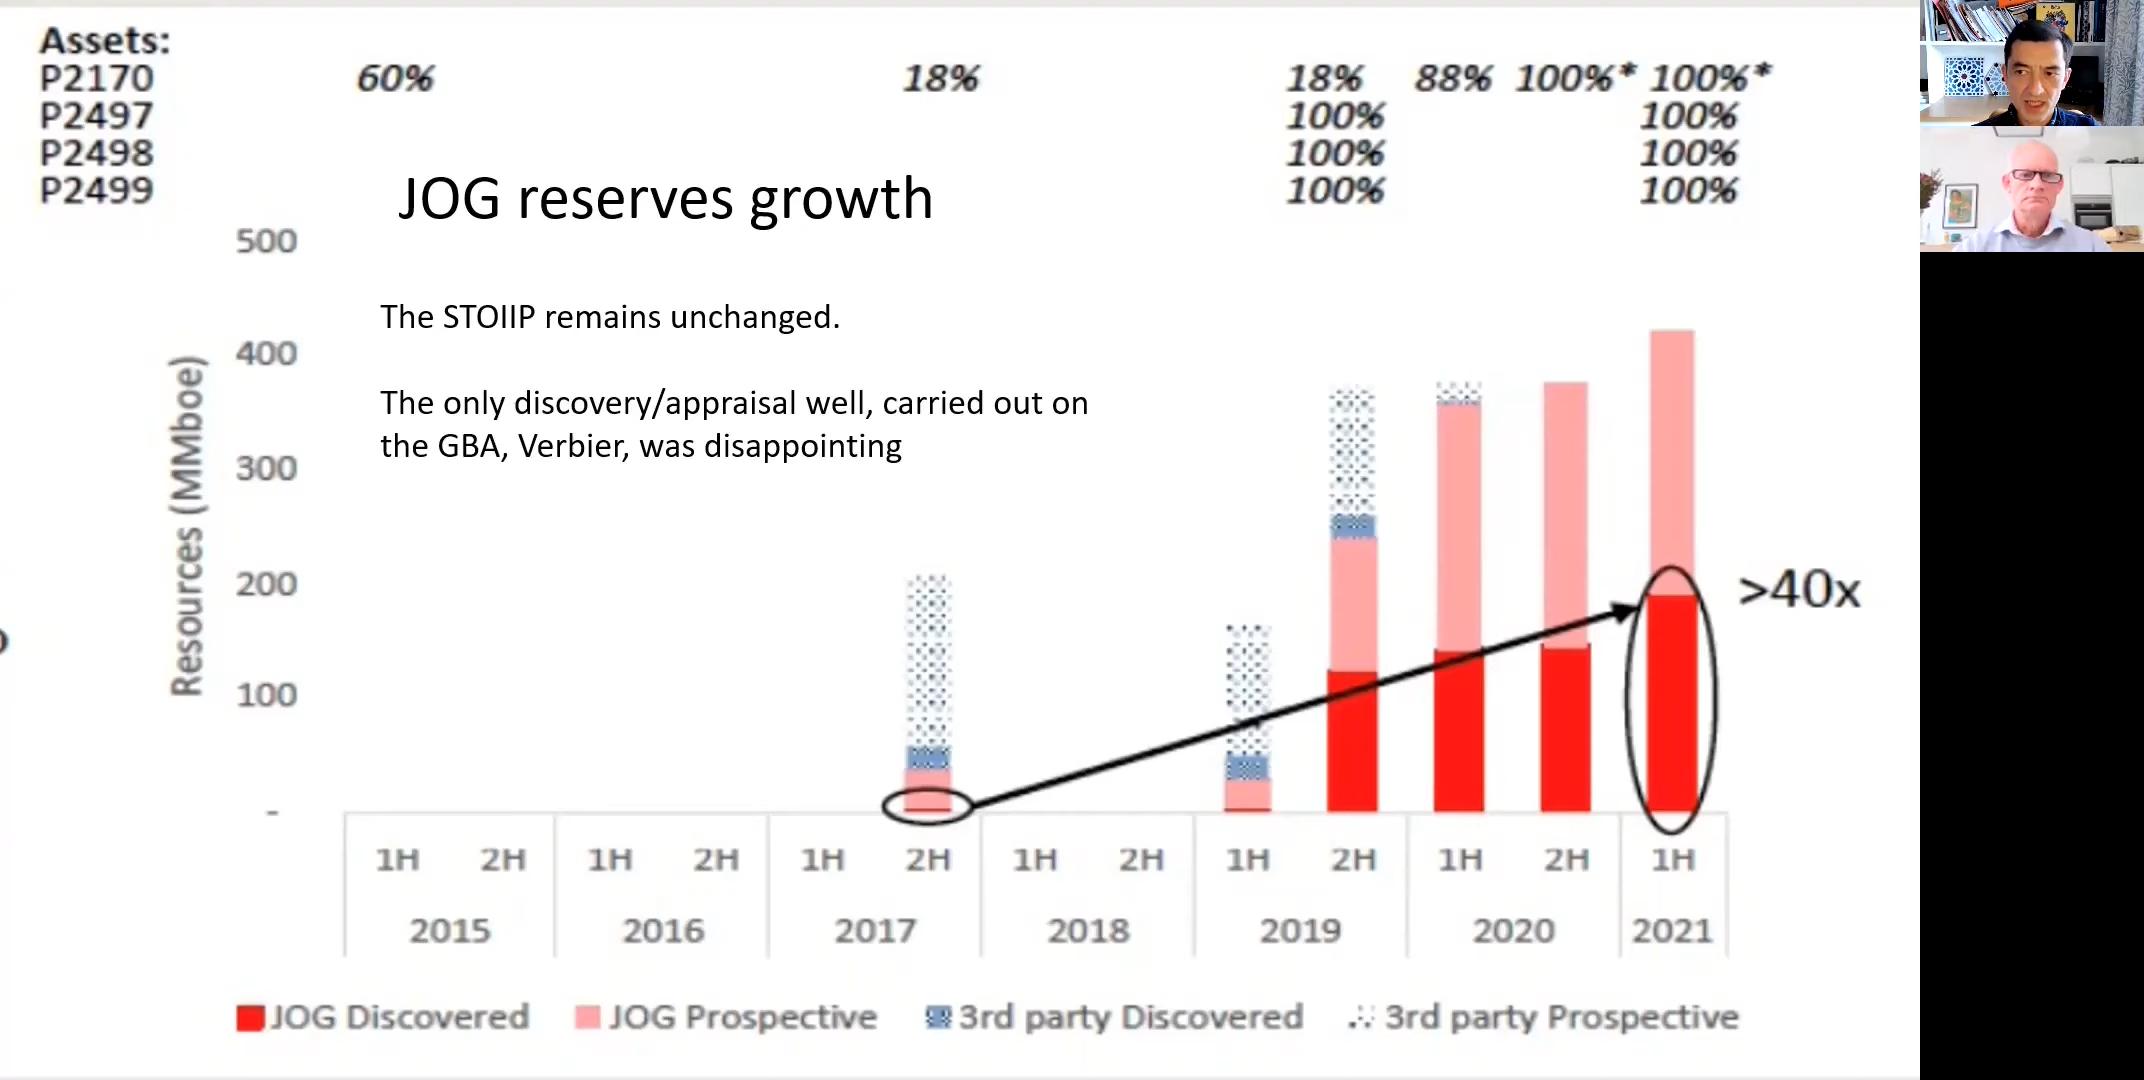 Assets:
P2170 60% 18% 18% 88% 100%* 100%*
P2497 100% 100%
P2498 100% 100%
P2499 100% 100%
JOG reserves growth
The STOIIP remains unchanged.
The only discovery/appraisal well, carried out on
the GBA, Verbier, was disappointing
Resources (MMboe)
500
400
300
200
100
-
>40x
1H 2H 1H 2H 1H 2H 1H 2H 1H 2H 1H 2H 1H
2015 2016 2017 2018 2019 2020 2021
JOG Discovered JOG Prospective 3rd party Discovered 3rd party Prospective